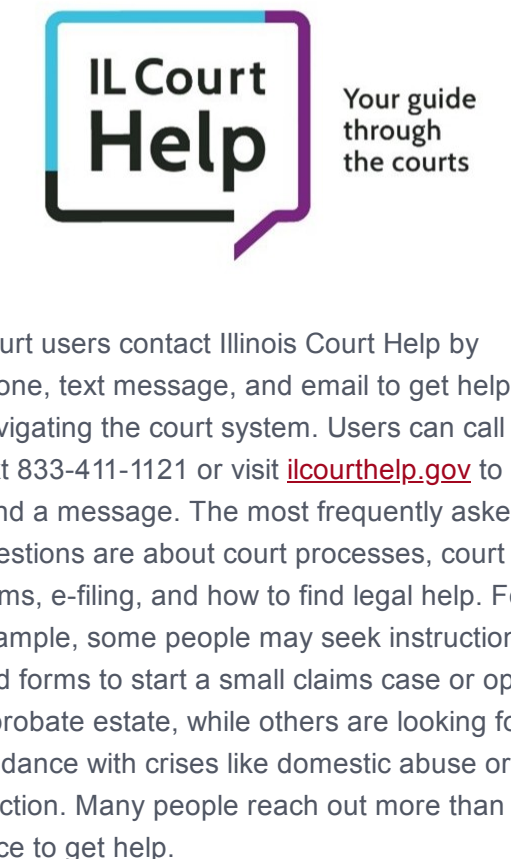 IL Court
Help
Your guide
through
the courts
urt users contact Illinois Court Help by
one, text message, and email to get help
vigating the court system. Users can call
t 833-411-1121 or visit ilcourthelp.gov to
nd a message. The most frequently aske
estions are about court processes, court
ms, e-filing, and how to find legal help. Fo
ample, some people may seek instruction
d forms to start a small claims case or op
probate estate, while others are looking fo
dance with crises like domestic abuse or
ction. Many people reach out more than
ce to get help.